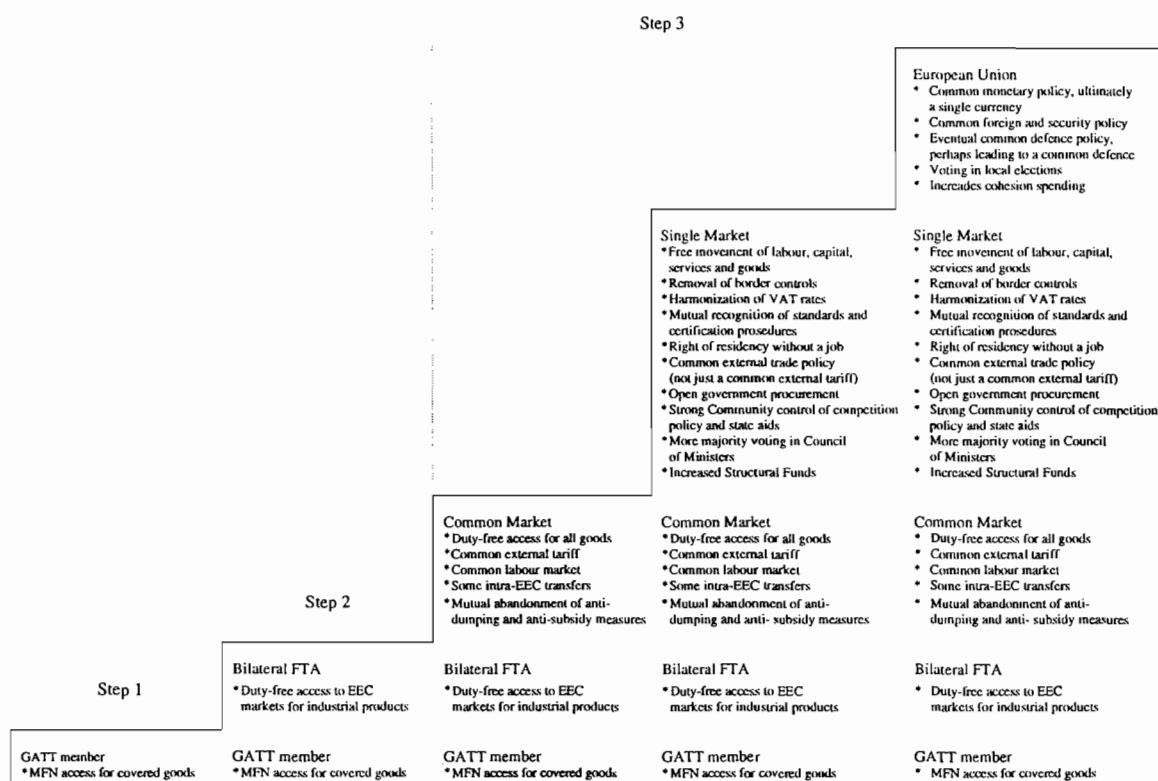 Step 3
Step 2
Step 1
GATT member
* MFN access for covered goods
Bilateral FTA
* Duty-free access to EEC
markets for industrial products
GATT member
* MFN access for covered goods
Common Market
* Duty-free access for all goods
* Common external tariff
* Common labour market
* Some intra-EEC transfers
* Mutual abandonment of anti-
dumping and anti-subsidy measures
Bilateral FTA
* Duty-free access to EEC
markets for industrial products
GATT member
* MFN access for covered goods
Single Market
* Free movement of labour, capital,
services and goods
* Removal of border controls
* Harmonization of VAT rates
* Mutual recognition of standards and
certification prosedures
* Right of residency without a job
* Common external trade policy
(not just a common external tariff)
* Open government procurement
* Strong Community control of competition
policy and state aids
* More majority voting in Council
of Ministers
* Increased Structural Funds
Common Market
* Duty-free access for all goods
* Common external tariff
* Common labour market
* Some intra-EEC transfers
* Mutual abandonment of anti-
dumping and anti- subsidy measures
Bilateral FTA
* Duty-free access to EEC
markets for industrial products
GATT member
* MFN access for covered goods
European Union
* Common monetary policy, ultimately
a single currency
* Common foreign and security policy
* Eventual common defence policy,
perhaps leading to a common defence
* Voting in local elections
* Increades cohesion spending
Single Market
* Free movement of labour, capital,
services and goods
* Removal of border controls
* Harmonization of VAT rates
* Mutual recognition of standards and
certification prosedures
* Right of residency without a job
* Common external trade policy
(not just a common external tariff)
* Open government procurement
* Strong Community control of competition
policy and state aids
* More majority voting in Council
of Ministers
* Increased Structural Funds
Common Market
* Duty-free access for all goods
* Common external tariff
* Common labour market
* Some intra-EEC transfers
* Mutual abandonment of anti-
dumping and anti- subsidy measures
Bilateral FTA
* Duty-free access to EEC
markets for industrial products
GATT member
* MFN access for covered goods